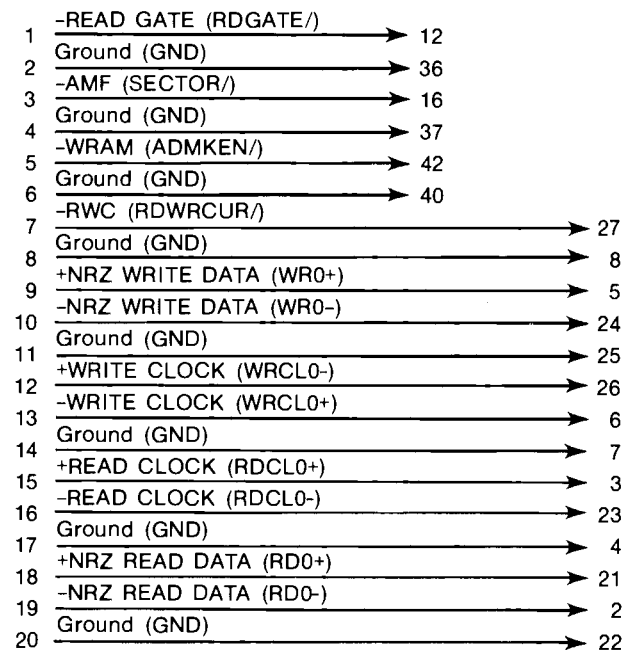 -READ GATE (RDGATE/)
1 12
Ground (GND)
2 36
-AMF (SECTOR/)
3 16
Ground (GND)
4 37
-WRAM (ADMKEN/)
5 42
Ground (GND)
6 40
-RWC (RDWRCUR/)
7 27
Ground (GND)
8 8
+NRZ WRITE DATA (WR0+)
9 5
-NRZ WRITE DATA (WR0-)
10 24
Ground (GND)
11 25
+WRITE CLOCK (WRCL0-)
12 26
-WRITE CLOCK (WRCL0+)
13 6
Ground (GND)
14 7
+READ CLOCK (RDCL0+)
15 3
-READ CLOCK (RDCL0-)
16 23
Ground (GND)
17 4
+NRZ READ DATA (RD0+)
18 21
-NRZ READ DATA (RD0-)
19 2
Ground (GND)
20 22